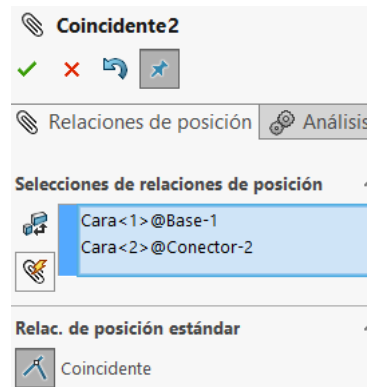 Coincidente2
Relaciones de posición Análisis
Selecciones de relaciones de posición
Cara<1>@Base-1
Cara<2>@Conector-2
Relac. de posición estándar
Coincidente